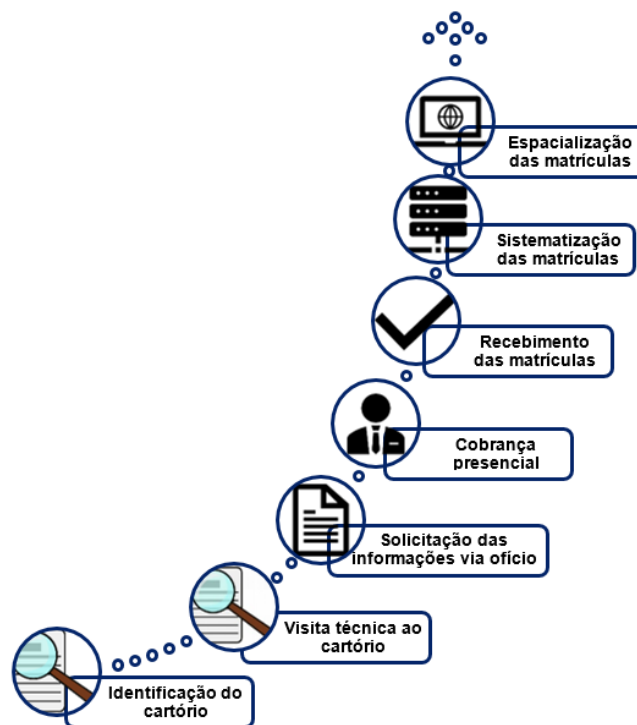 Espacialização
das matrículas
Sistematização
das matrículas
Recebimento
das matrículas
Cobrança
presencial
Solicitação das
informações via ofício
Visita técnica ao
cartório
Identificação do
cartório